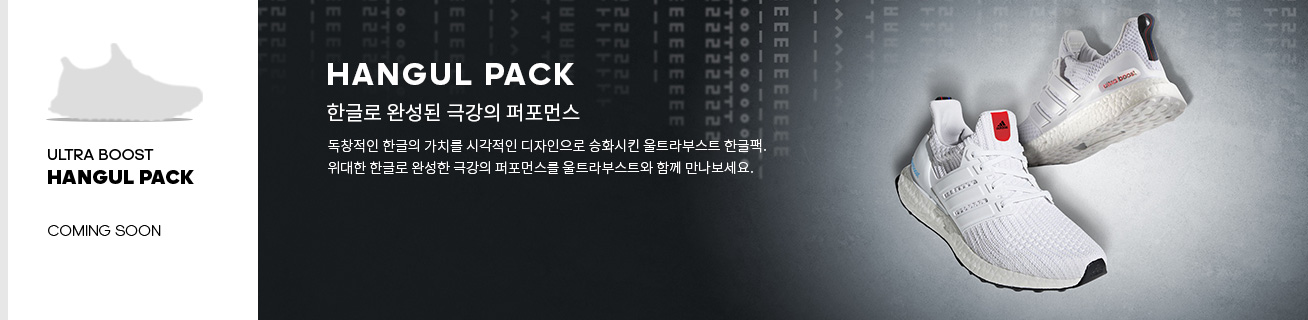 ULTRA BOOST
HANGUL PACK
COMING SOON
HANGUL PACK
한글로 완성된 극강의 퍼포먼스
독창적인 한글의 가치를 시각적인 디자인으로 승화시킨 울트라부스트 한글팩.
위대한 한글로 완성한 극강의 퍼포먼스를 울트라부스트와 함께 만나보세요.
ultra boost